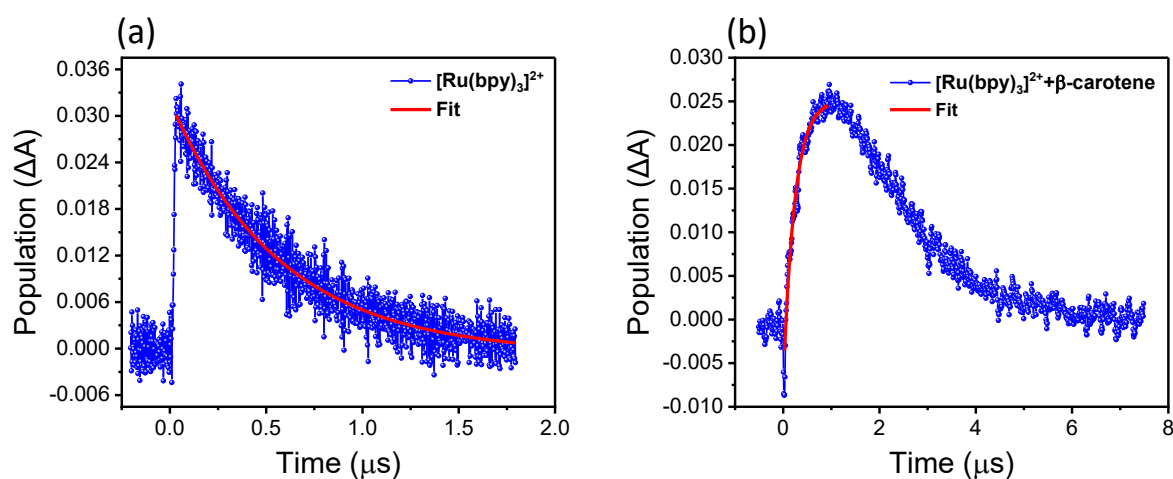 (a)
[Ru(bpy)₃]²⁺
Fit
Population (ΔA)
0.036
0.030
0.024
0.018
0.012
0.006
0.000
-0.006
0.0
0.5
1.0
1.5
2.0
Time (μs)
(b)
[Ru(bpy)₃]²⁺+β-carotene
Fit
Population (ΔA)
0.030
0.025
0.020
0.015
0.010
0.005
0.000
-0.005
-0.010
0
2
4
6
8
Time (μs)